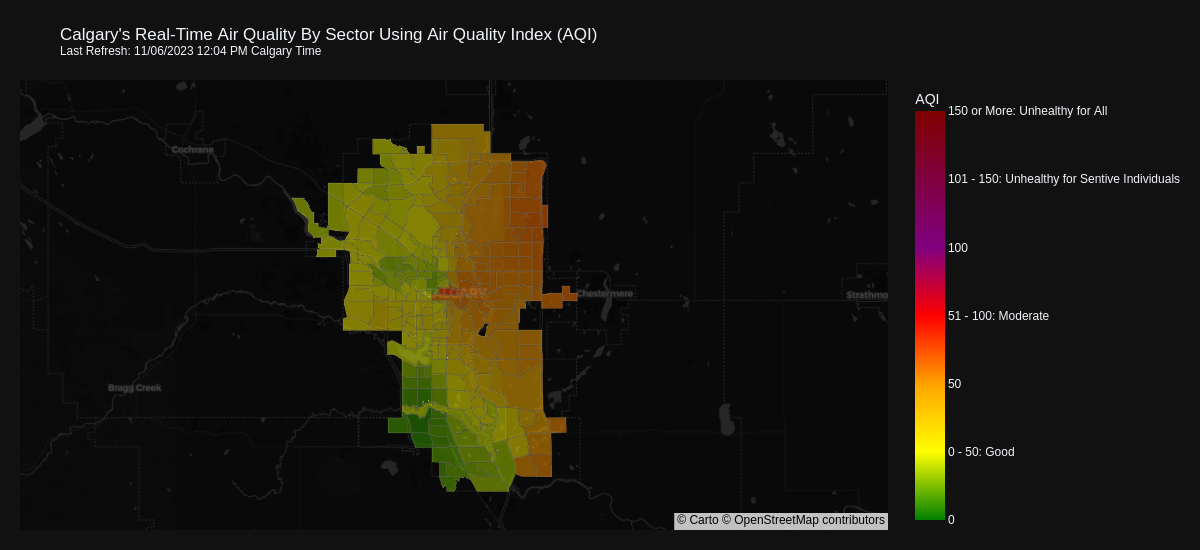 Calgary's Real-Time Air Quality By Sector Using Air Quality Index (AQI)
Last Refresh: 11/06/2023 12:04 PM Calgary Time
AQI
150 or More: Unhealthy for All
Cochrane
101 - 150: Unhealthy for Sentive Individuals
100
CALGARY
Chestermere
Strathmo
51 - 100: Moderate
Bragg Creek
50
0 - 50: Good
© Carto © OpenStreetMap contributors
0